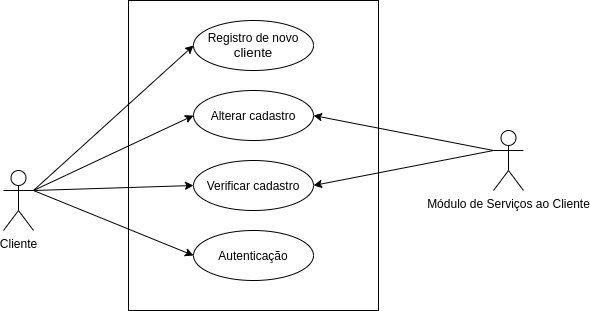 Registro de novo
cliente
Alterar cadastro
Verificar cadastro
Autenticação
Cliente
Módulo de Serviços ao Cliente